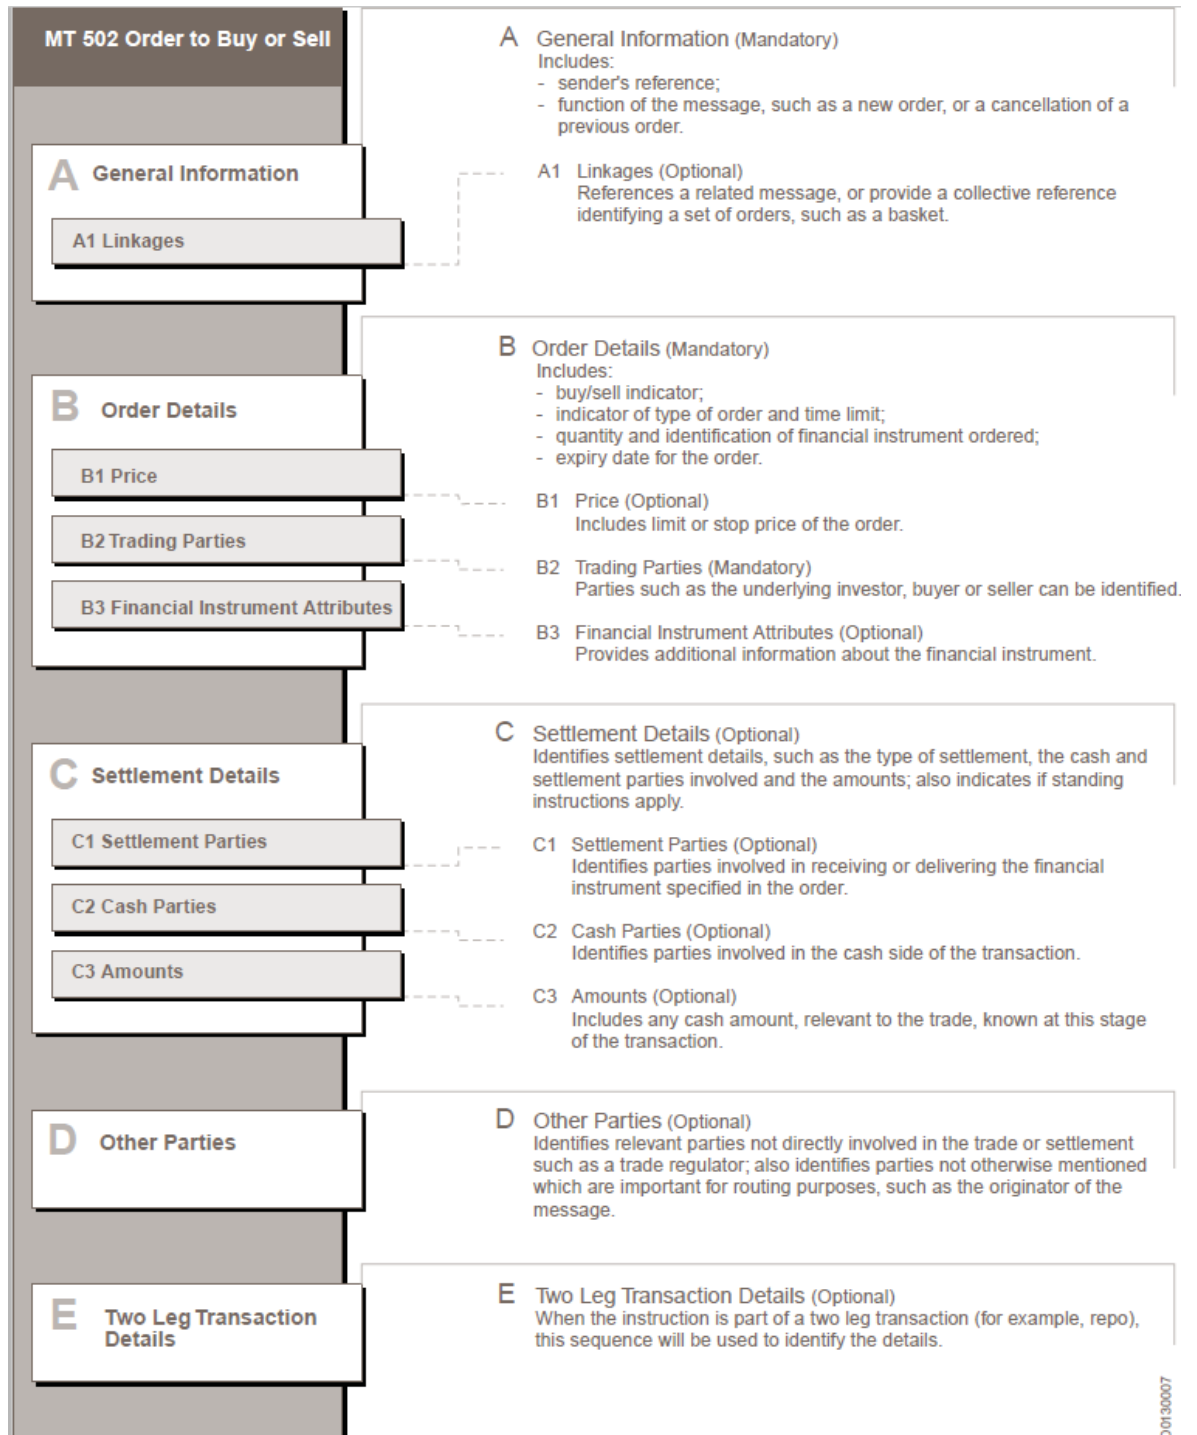 MT 502 Order to Buy or Sell
A General Information
A1 Linkages
B Order Details
B1 Price
B2 Trading Parties
B3 Financial Instrument Attributes
C Settlement Details
C1 Settlement Parties
C2 Cash Parties
C3 Amounts
D Other Parties
E Two Leg Transaction
Details
A General Information (Mandatory)
Includes:
- sender's reference;
- function of the message, such as a new order, or a cancellation of a
previous order.
A1 Linkages (Optional)
References a related message, or provide a collective reference
identifying a set of orders, such as a basket.
B Order Details (Mandatory)
Includes:
- buy/sell indicator;
- indicator of type of order and time limit;
- quantity and identification of financial instrument ordered;
- expiry date for the order.
B1 Price (Optional)
Includes limit or stop price of the order.
B2 Trading Parties (Mandatory)
Parties such as the underlying investor, buyer or seller can be identified.
B3 Financial Instrument Attributes (Optional)
Provides additional information about the financial instrument.
C Settlement Details (Optional)
Identifies settlement details, such as the type of settlement, the cash and
settlement parties involved and the amounts; also indicates if standing
instructions apply.
C1 Settlement Parties (Optional)
Identifies parties involved in receiving or delivering the financial
instrument specified in the order.
C2 Cash Parties (Optional)
Identifies parties involved in the cash side of the transaction.
C3 Amounts (Optional)
Includes any cash amount, relevant to the trade, known at this stage
of the transaction.
D Other Parties (Optional)
Identifies relevant parties not directly involved in the trade or settlement
such as a trade regulator; also identifies parties not otherwise mentioned
which are important for routing purposes, such as the originator of the
message.
E Two Leg Transaction Details (Optional)
When the instruction is part of a two leg transaction (for example, repo),
this sequence will be used to identify the details.
D0130007